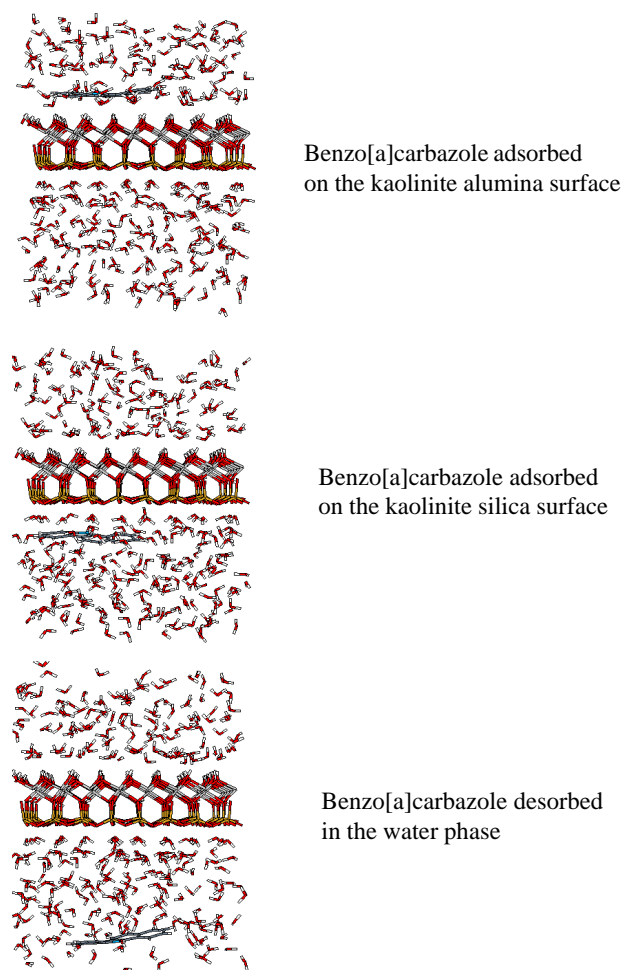 Benzo[a]carbazole adsorbed
on the kaolinite alumina surface
Benzo[a]carbazole adsorbed
on the kaolinite silica surface
Benzo[a]carbazole desorbed
in the water phase